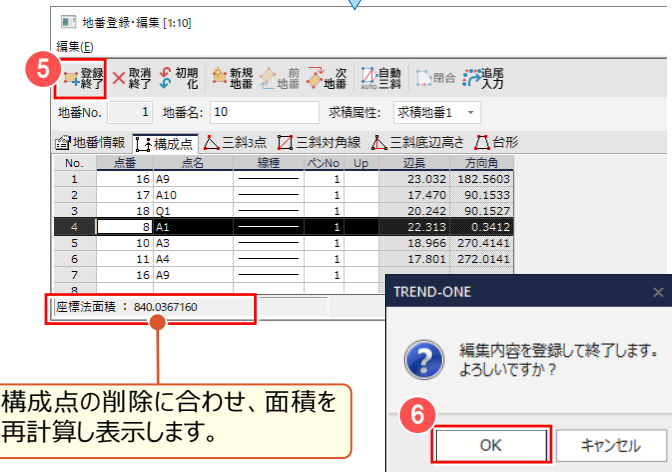 地番登録・編集 [1:10]
編集(E)
5 登録終了 取消終了 初期化 新規地番 前地番 次地番 自動三斜 AUTO 閉合 追尾入力
地番No. 1 地番名: 10 求積属性: 求積地番1
地番情報 構成点 三斜3点 三斜対角線 三斜底辺高さ 台形
No. 点番 点名 線種 ペンNo Up 辺長 方向角
1 16 A9 1 23.032 182.5603
2 17 A10 1 17.470 90.1533
3 18 Q1 1 20.242 90.1527
4 8 A1 1 22.313 0.3412
5 10 A3 1 18.966 270.4141
6 11 A4 1 17.801 272.0141
7 16 A9 1
8
座標法面積 : 840.0367160
TREND-ONE
編集内容を登録して終了します。
よろしいですか?
構成点の削除に合わせ、面積を
再計算し表示します。
6
OK キャンセル